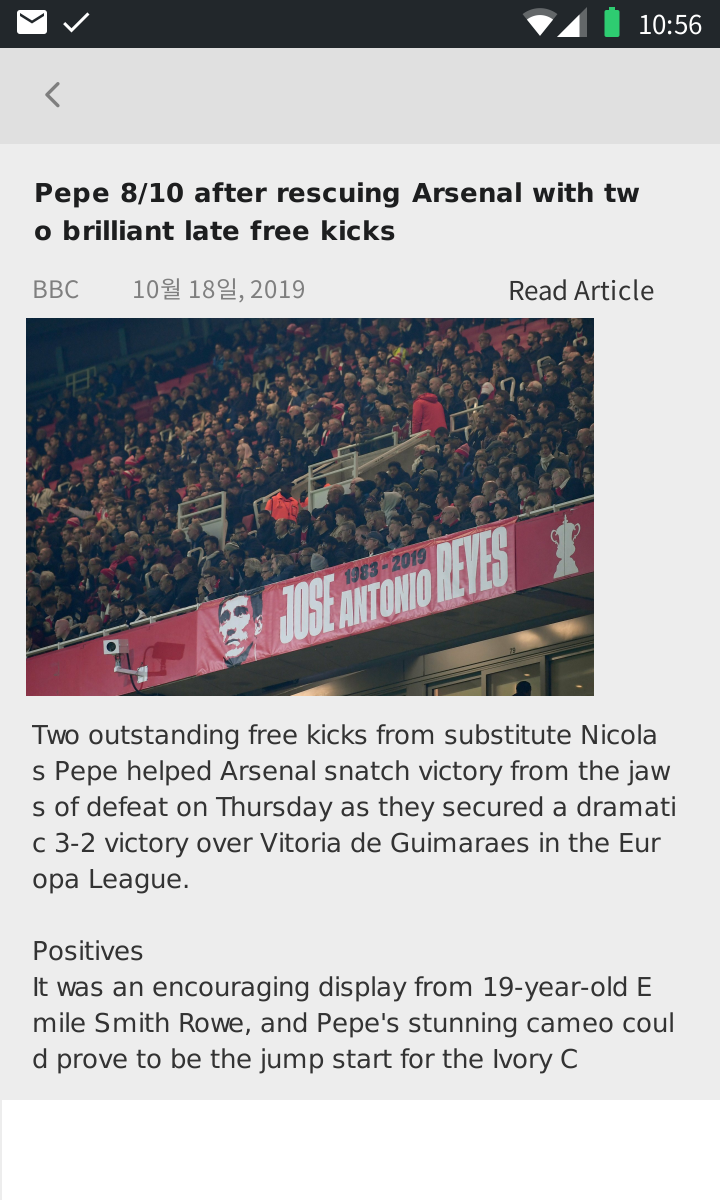 10:56
Pepe 8/10 after rescuing Arsenal with tw
o brilliant late free kicks
BBC 10월 18일, 2019 Read Article
1983 - 2019
JOSE ANTONIO REYES
Two outstanding free kicks from substitute Nicola
s Pepe helped Arsenal snatch victory from the jaw
s of defeat on Thursday as they secured a dramati
c 3-2 victory over Vitoria de Guimaraes in the Eur
opa League.
Positives
It was an encouraging display from 19-year-old E
mile Smith Rowe, and Pepe's stunning cameo coul
d prove to be the jump start for the Ivory C